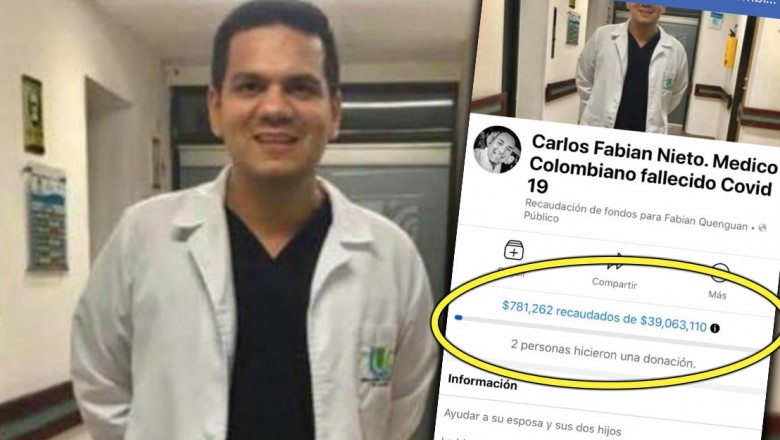 Carlos Fabian Nieto. Medico
Colombiano fallecido Covid
19
Recaudación de fondos para Fabian Quenguan •
Público
Compartir
Más
$781,262 recaudados de $39,063,110
2 personas hicieron una donación.
Información
Ayudar a su esposa y sus dos hijos